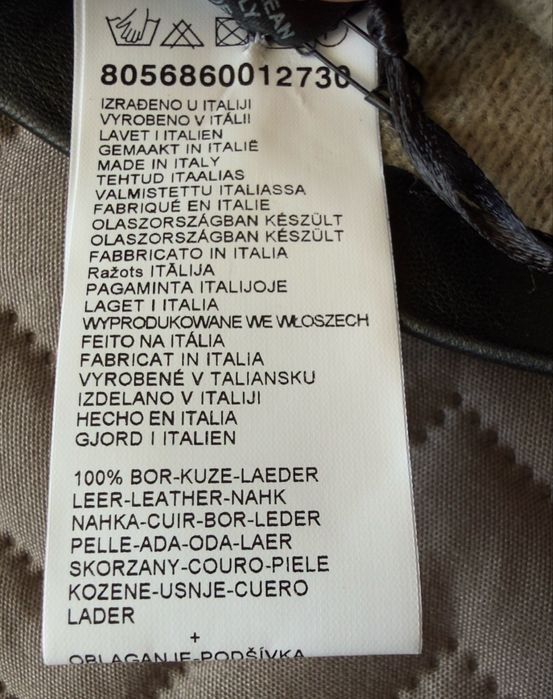 8056860012730
IZRAĐENO U ITALIJI
VYROBENO V ITÁLII
LAVET I ITALIEN
GEMAAKT IN ITALIË
MADE IN ITALY
TEHTUD ITAALIAS
VALMISTETTU ITALIASSA
FABRIQUÉ EN ITALIE
OLASZORSZÁGBAN KÉSZÜLT
OLASZORSZÁGBAN KÉSZÜLT
FABBRICATO IN ITALIA
Ražots ITĀLIJA
PAGAMINTA ITALIJOJE
LAGET I ITALIA
WYPRODUKOWANE WE WŁOSZECH
FEITO NA ITÁLIA
FABRICAT IN ITALIA
VYROBENÉ V TALIANSKU
IZDELANO V ITALIJI
HECHO EN ITALIA
GJORD I ITALIEN
100% BOR-KUZE-LAEDER
LEER-LEATHER-NAHK
NAHKA-CUIR-BOR-LEDER
PELLE-ADA-ODA-LAER
SKORZANY-COURO-PIELE
KOZENE-USNJE-CUERO
LADER
+
OBLAGANJE-PODŠÍVKA